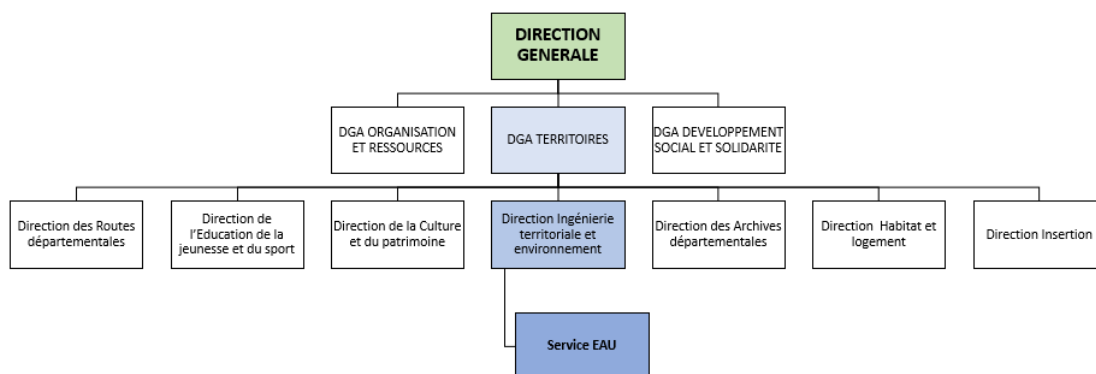 DIRECTION
GENERALE
DGA ORGANISATION
ET RESSOURCES
DGA TERRITOIRES
DGA DEVELOPPEMENT
SOCIAL ET SOLIDARITE
Direction des Routes
départementales
Direction de
l'Education de la
jeunesse et du sport
Direction de la Culture
et du patrimoine
Direction Ingénierie
territoriale et
environnement
Direction des Archives
départementales
Direction Habitat et
logement
Direction Insertion
Service EAU